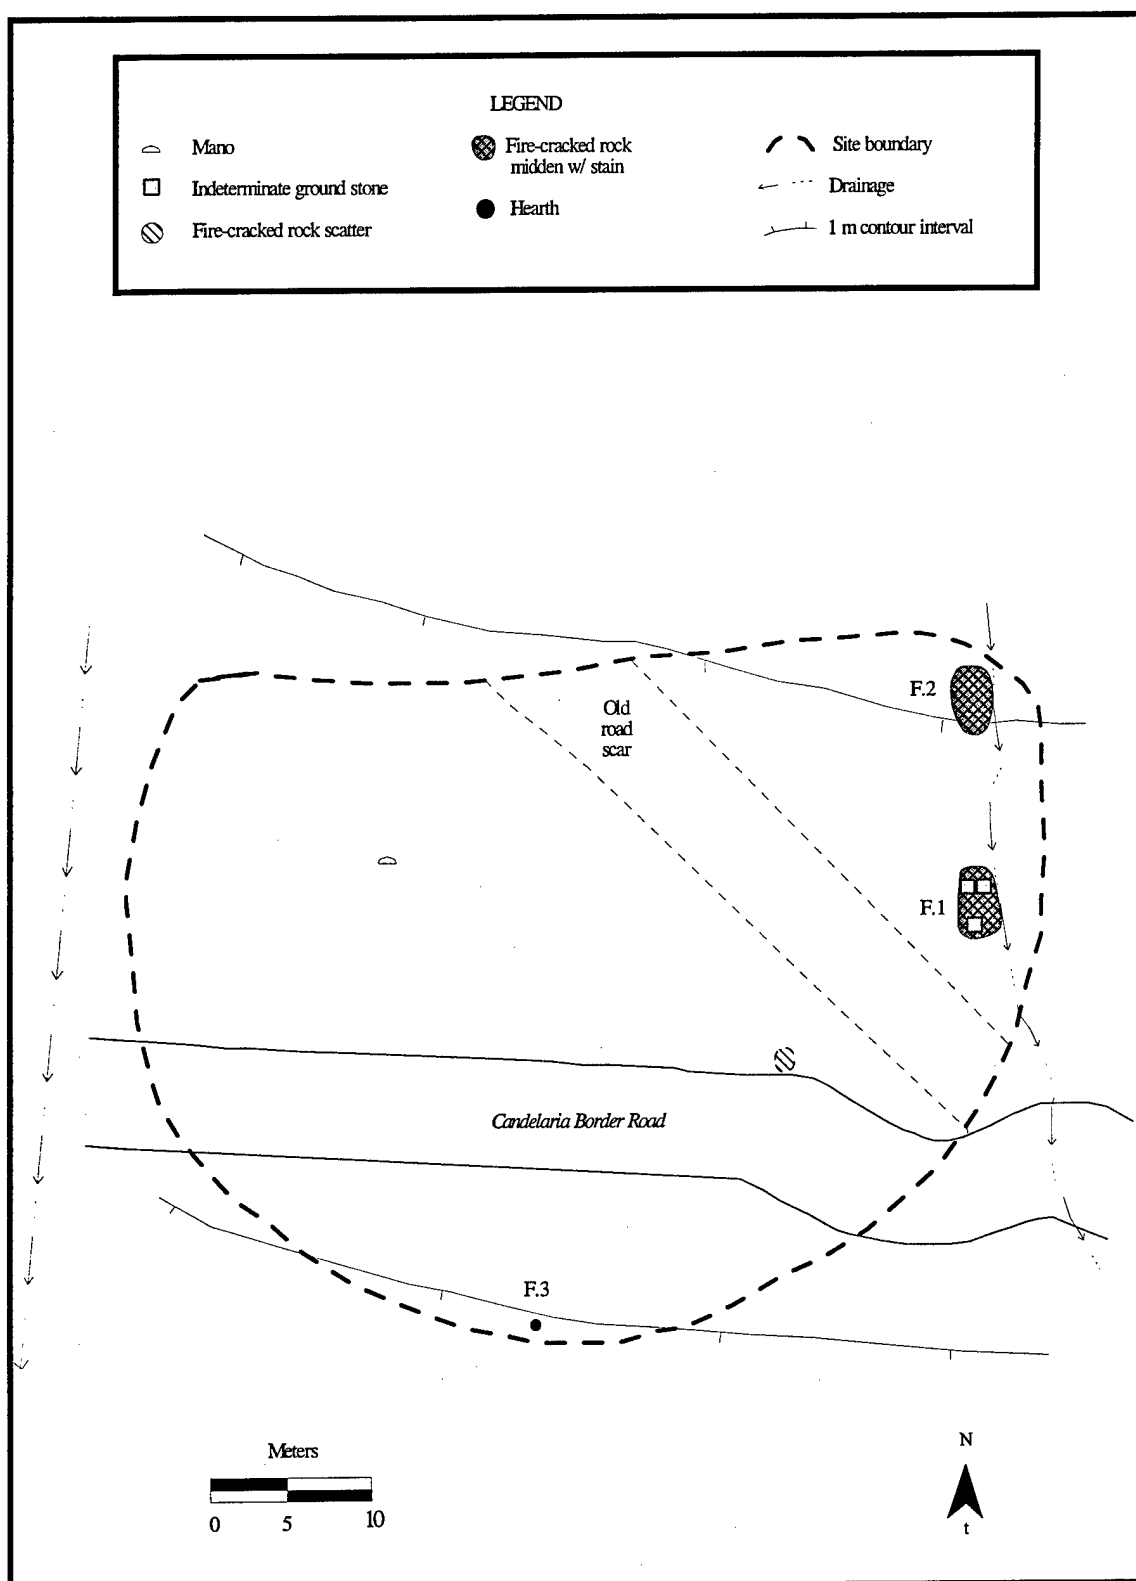 LEGEND
Mano
Indeterminate ground stone
Fire-cracked rock scatter
Fire-cracked rock
midden w/ stain
Hearth
Site boundary
Drainage
1 m contour interval
F.2
Old
road
scar
F.1
Candelaria Border Road
F.3
Meters
0 5 10
N
t